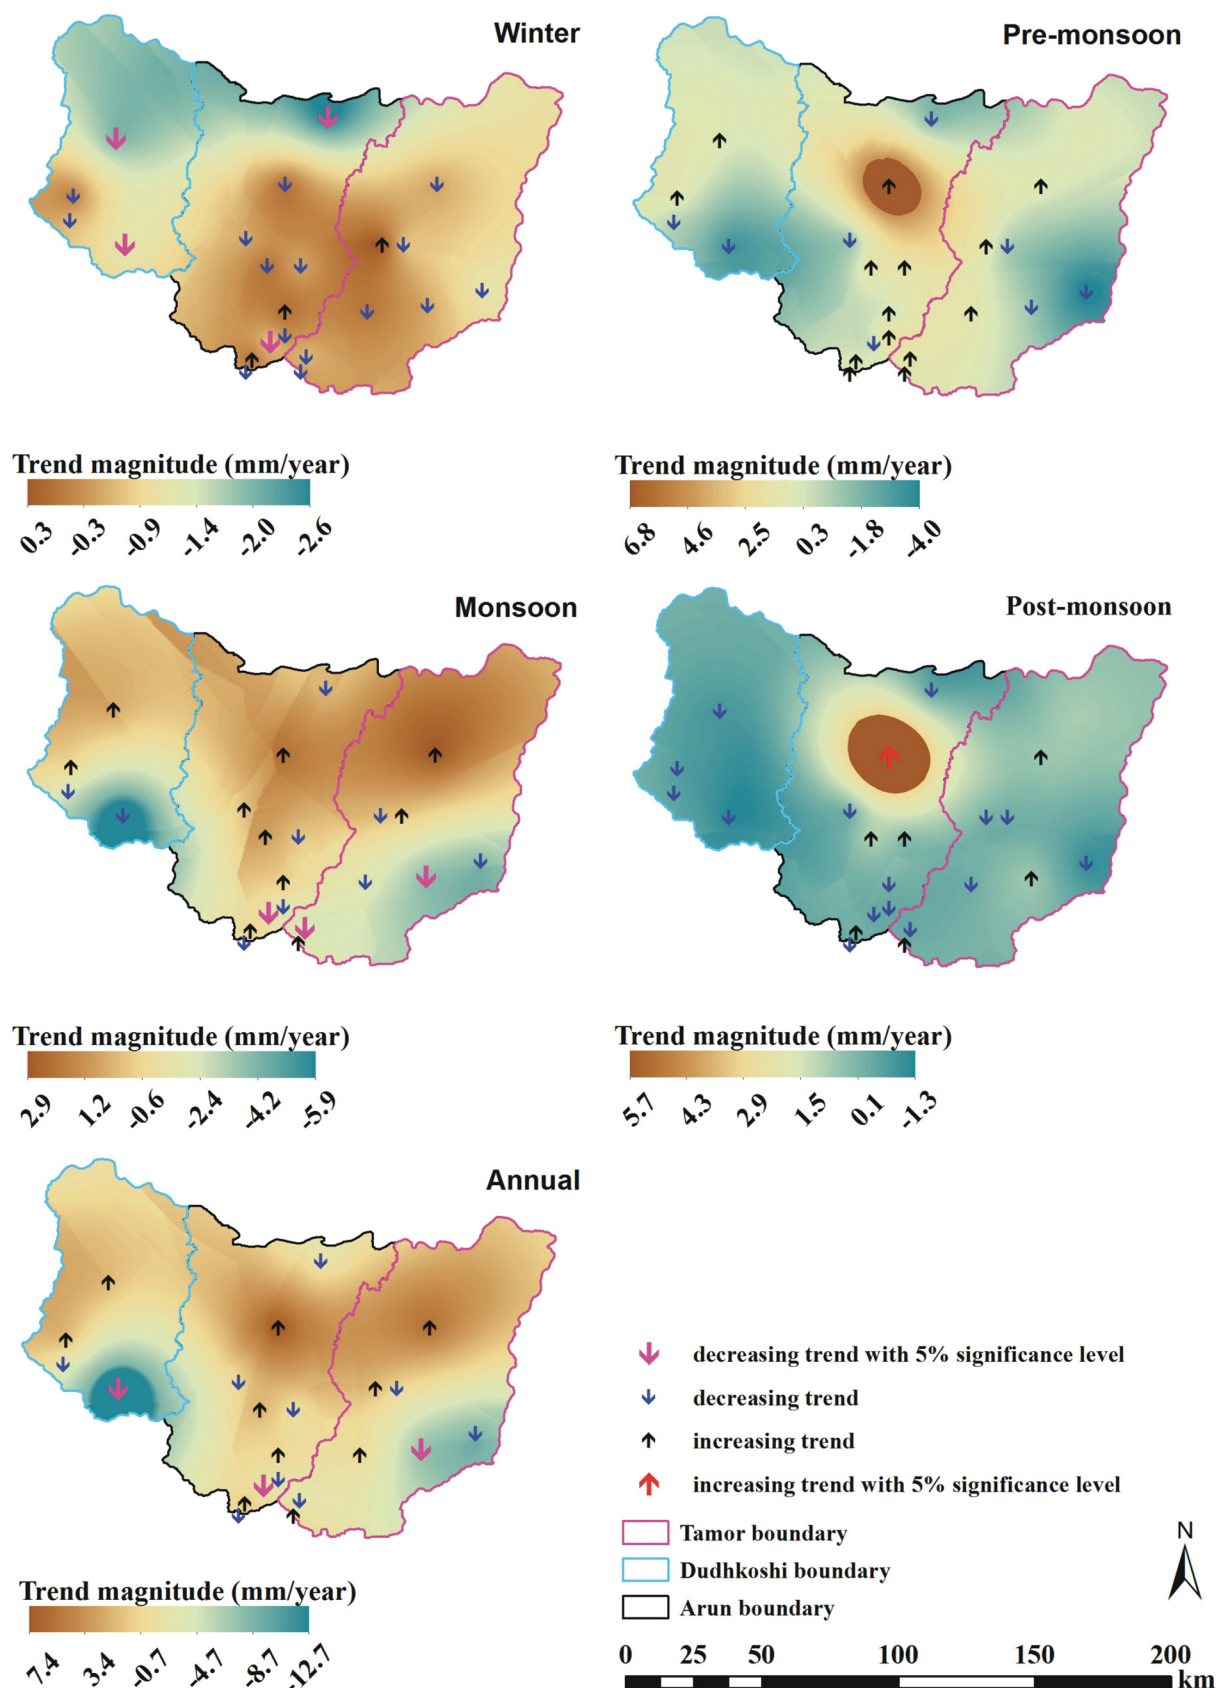 Winter
Pre-monsoon
Trend magnitude (mm/year)
0.3 -0.3 -0.9 -1.4 -2.0 -2.6
Trend magnitude (mm/year)
6.8 4.6 2.5 0.3 -1.8 -4.0
Monsoon
Post-monsoon
Trend magnitude (mm/year)
2.9 1.2 -0.6 -2.4 -4.2 -5.9
Trend magnitude (mm/year)
5.7 4.3 2.9 1.5 0.1 -1.3
Annual
Trend magnitude (mm/year)
7.4 3.4 -0.7 -4.7 -8.7 -12.7
decreasing trend with 5% significance level
decreasing trend
increasing trend
increasing trend with 5% significance level
Tamor boundary
Dudhkoshi boundary
Arun boundary
N
0 25 50 100 150 200
km